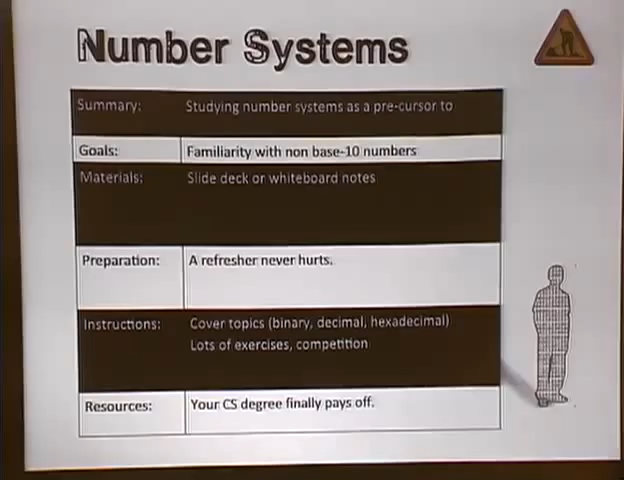 Number Systems
Summary: Studying number systems as a pre-cursor to
Goals: Familiarity with non base-10 numbers
Materials: Slide deck or whiteboard notes
Preparation: A refresher never hurts.
Instructions: Cover topics (binary, decimal, hexadecimal)
Lots of exercises, competition
Resources: Your CS degree finally pays off.